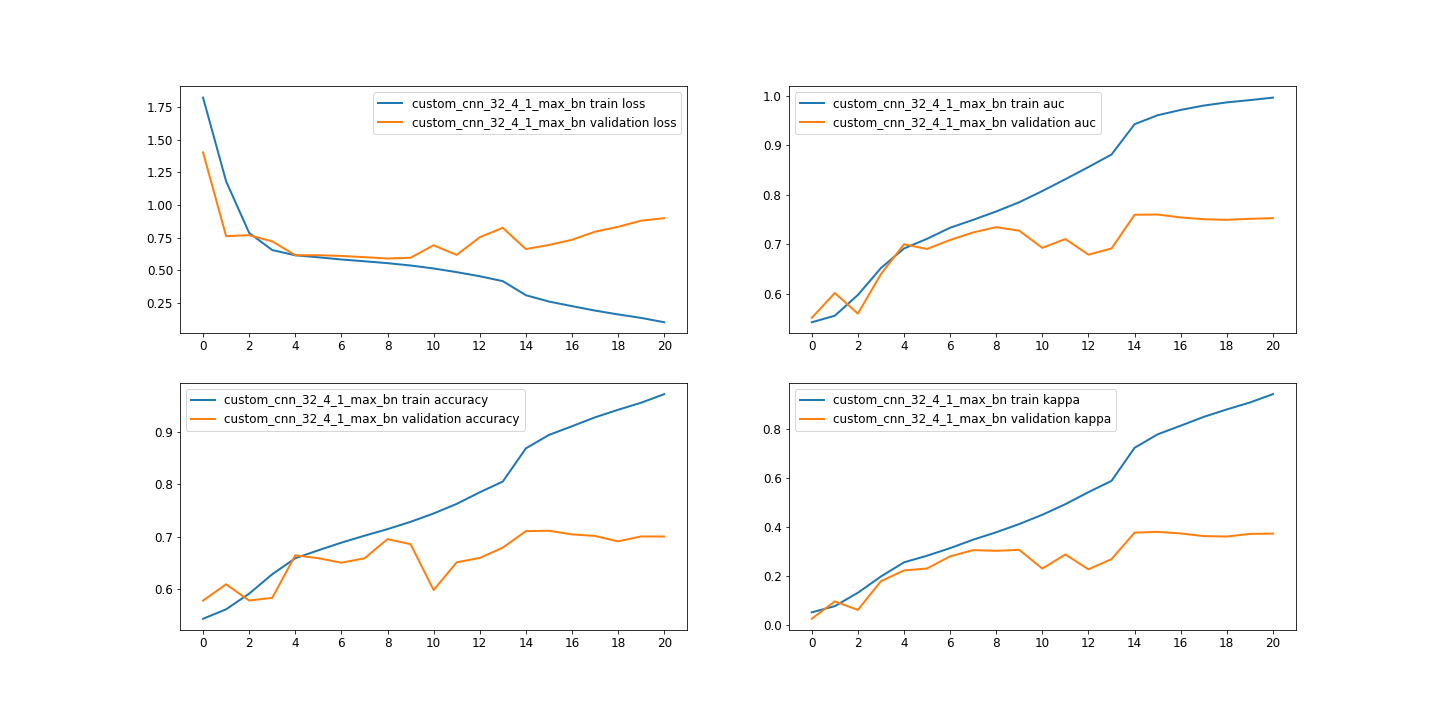 custom_cnn_32_4_1_max_bn train loss
custom_cnn_32_4_1_max_bn validation loss
1.75
1.50
1.25
1.00
0.75
0.50
0.25
0 2 4 6 8 10 12 14 16 18 20
custom_cnn_32_4_1_max_bn train auc
custom_cnn_32_4_1_max_bn validation auc
1.0
0.9
0.8
0.7
0.6
0 2 4 6 8 10 12 14 16 18 20
custom_cnn_32_4_1_max_bn train accuracy
custom_cnn_32_4_1_max_bn validation accuracy
0.9
0.8
0.7
0.6
0 2 4 6 8 10 12 14 16 18 20
custom_cnn_32_4_1_max_bn train kappa
custom_cnn_32_4_1_max_bn validation kappa
0.8
0.6
0.4
0.2
0.0
0 2 4 6 8 10 12 14 16 18 20